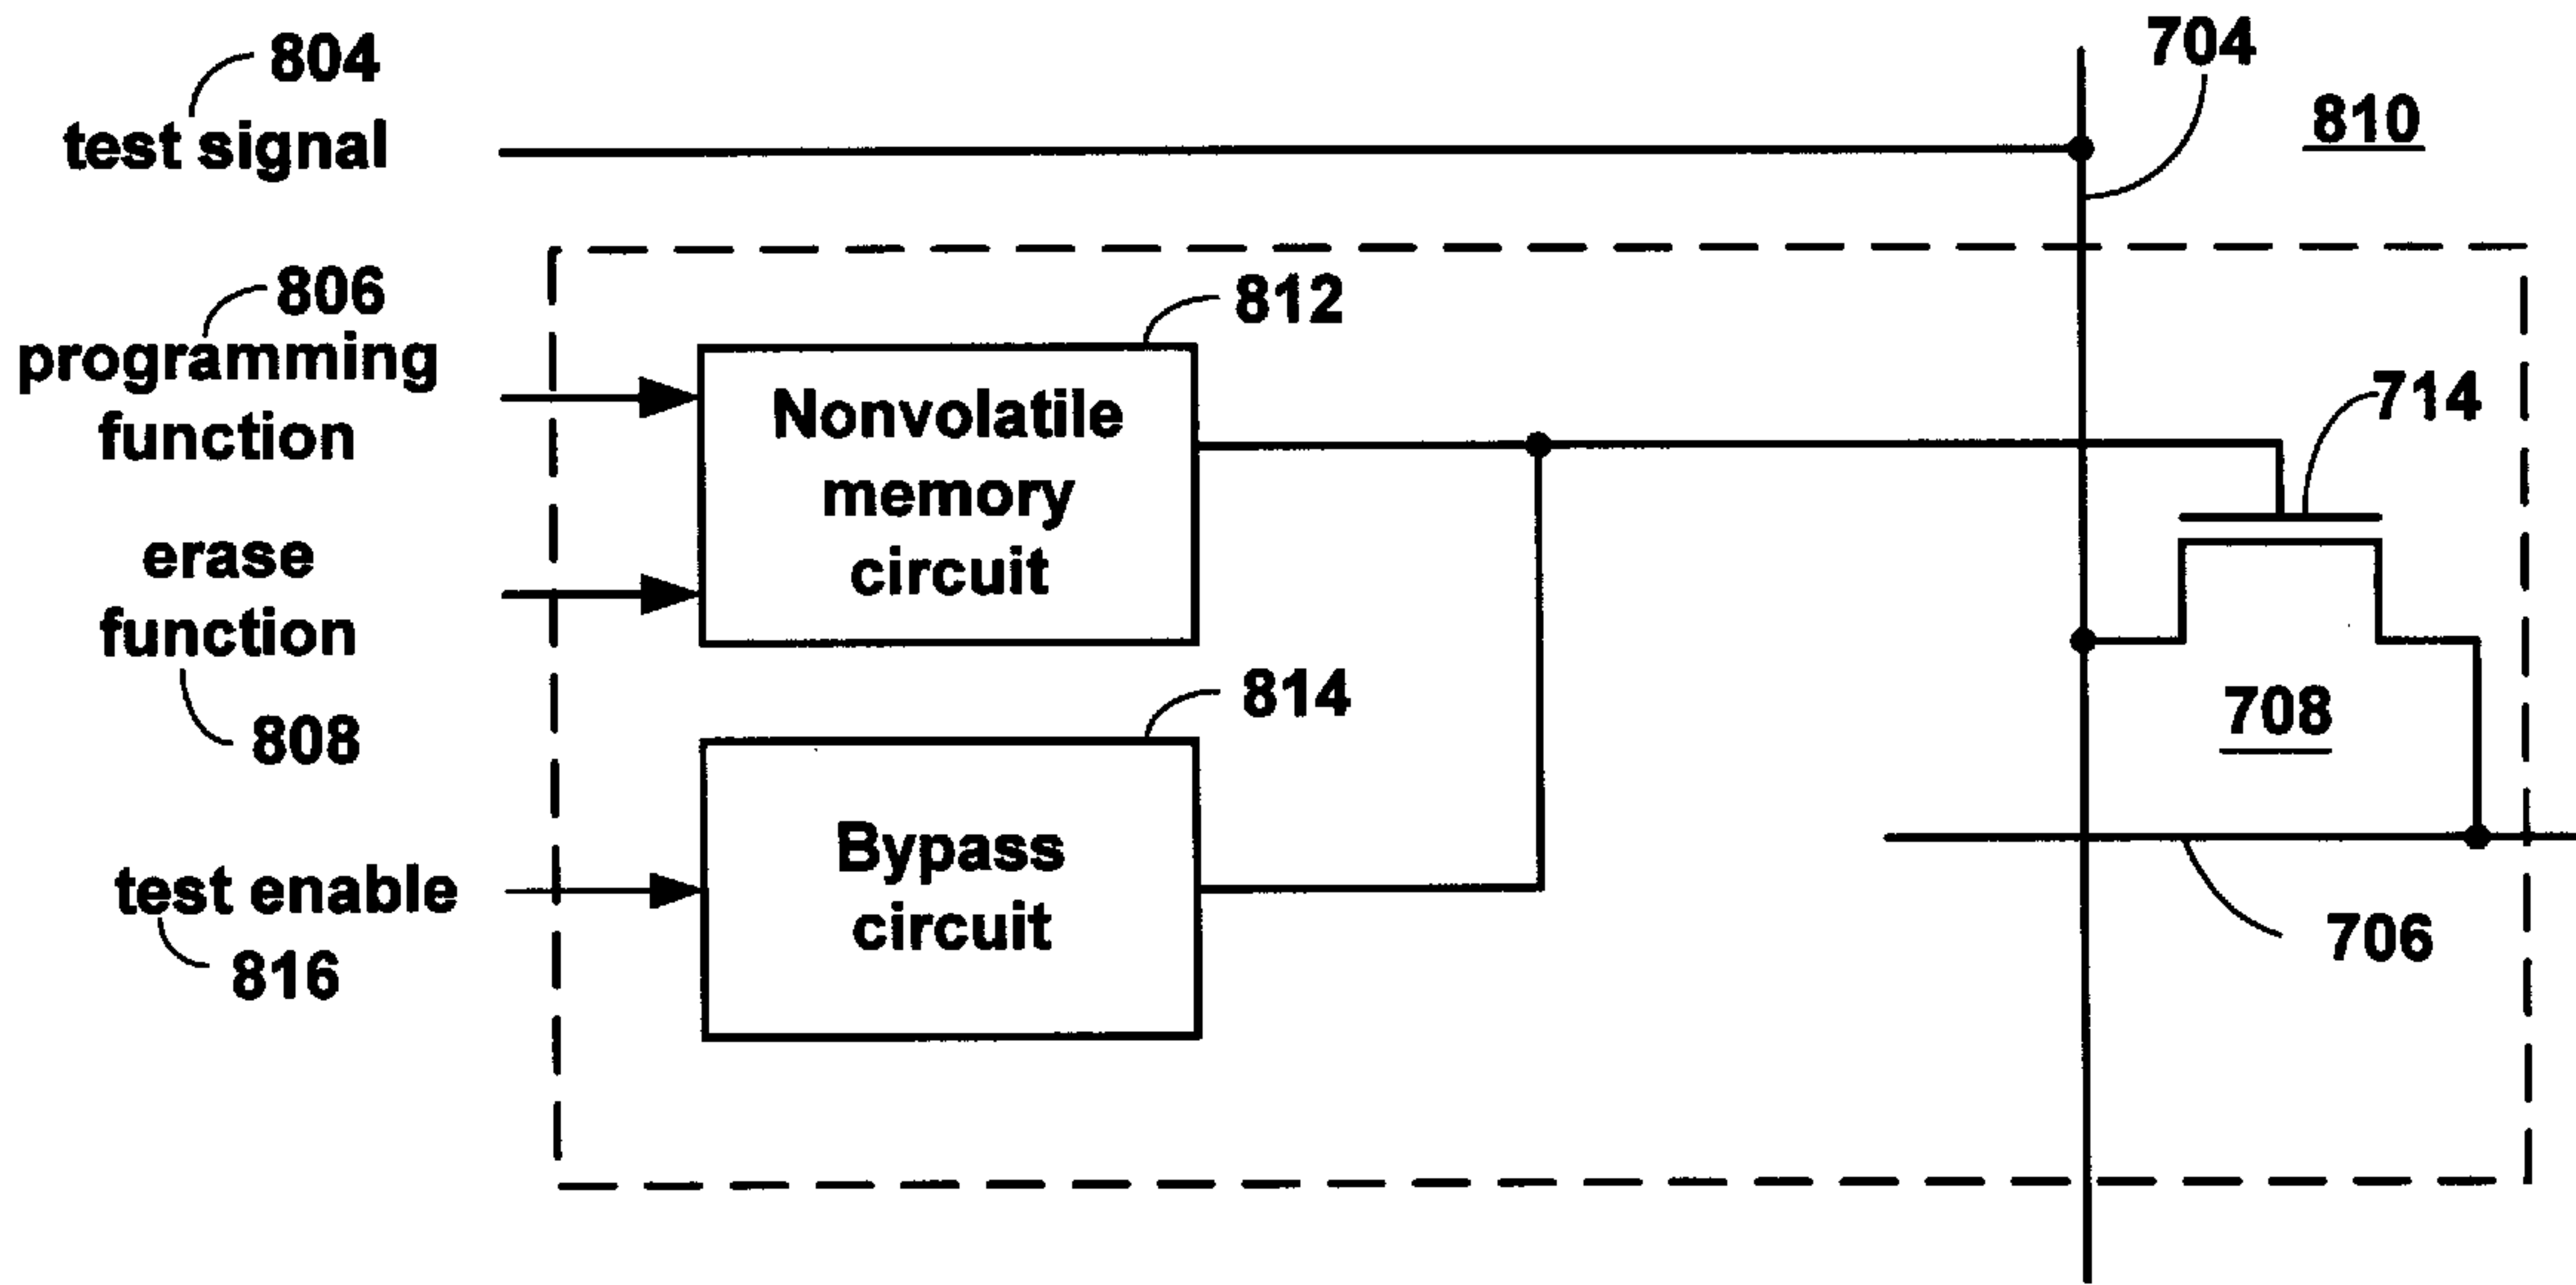 804
test signal
704
810
806
programming
function
812
Nonvolatile
memory
circuit
714
erase
function
808
814
708
Bypass
circuit
test enable
816
706